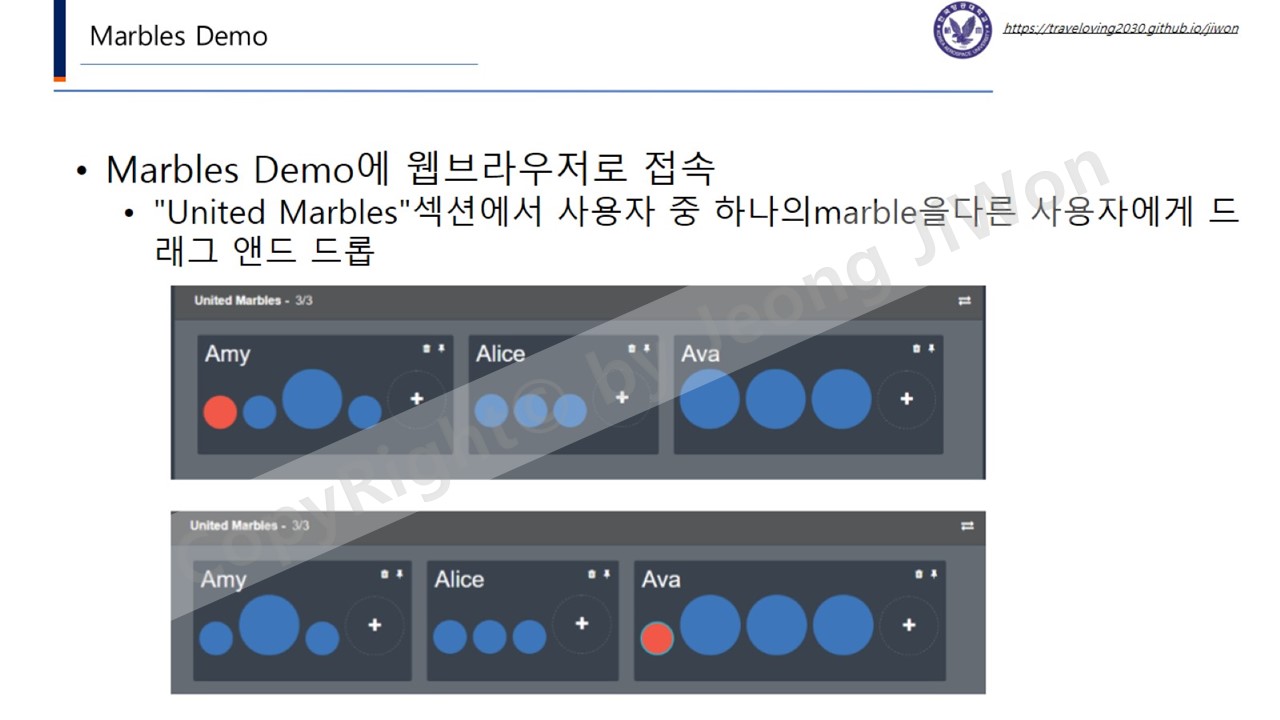 Marbles Demo
https://traveloving2030.github.io/jiwon
• Marbles Demo에 웹브라우저로 접속
• "United Marbles"섹션에서 사용자 중 하나의marble을다른 사용자에게 드
래그 앤드 드롭
United Marbles - 3/3
Amy
Alice
Ava
United Marbles - 3/3
Amy
Alice
Ava
CopyRight© by Jeong JiWon